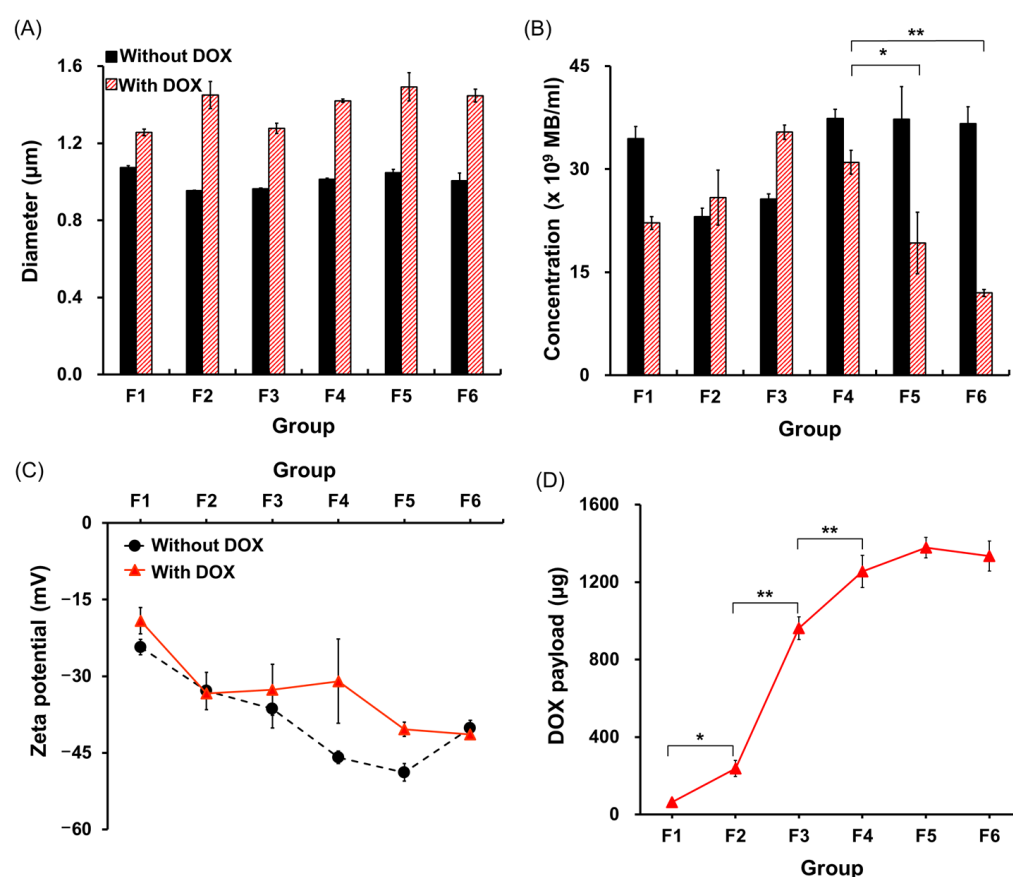 (A)
Without DOX
With DOX
Diameter (μm)
1.6
1.2
0.8
0.4
0.0
F1 F2 F3 F4 F5 F6
Group
(B)
**
*
Concentration (x 10⁹ MB/ml)
45
30
15
0
F1 F2 F3 F4 F5 F6
Group
(C)
Group
F1 F2 F3 F4 F5 F6
Without DOX
With DOX
Zeta potential (mV)
0
−15
−30
−45
−60
(D)
DOX payload (μg)
1600
1200
800
400
0
**
**
*
F1 F2 F3 F4 F5 F6
Group